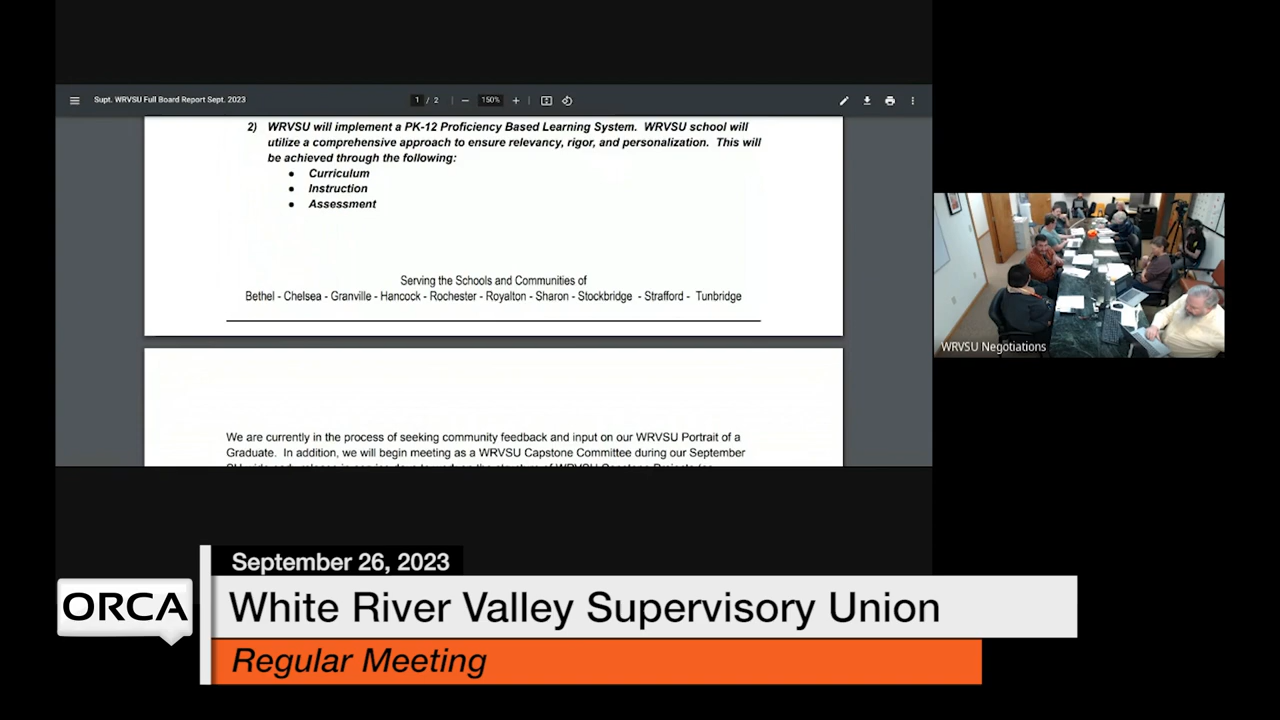 Supt. WRVSU Full Board Report Sept. 2023
1 / 2
150%
2) WRVSU will implement a PK-12 Proficiency Based Learning System. WRVSU school will
utilize a comprehensive approach to ensure relevancy, rigor, and personalization. This will
be achieved through the following:
• Curriculum
• Instruction
• Assessment
Serving the Schools and Communities of
Bethel - Chelsea - Granville - Hancock - Rochester - Royalton - Sharon - Stockbridge - Strafford - Tunbridge
We are currently in the process of seeking community feedback and input on our WRVSU Portrait of a
Graduate. In addition, we will begin meeting as a WRVSU Capstone Committee during our September
WRVSU Negotiations
September 26, 2023
ORCA
White River Valley Supervisory Union
Regular Meeting